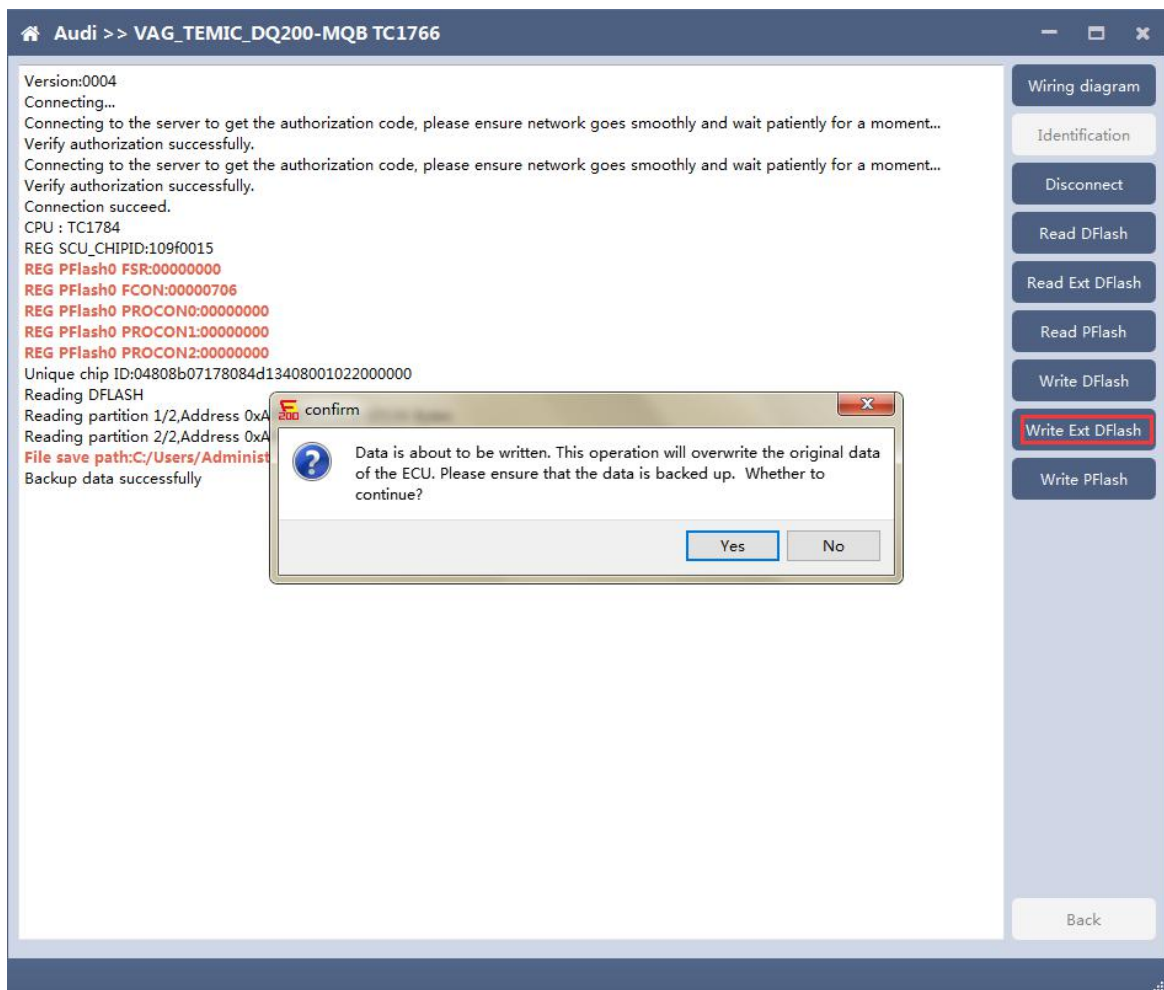 Audi >> VAG_TEMIC_DQ200-MQB TC1766
Version:0004
Connecting...
Connecting to the server to get the authorization code, please ensure network goes smoothly and wait patiently for a moment...
Verify authorization successfully.
Connecting to the server to get the authorization code, please ensure network goes smoothly and wait patiently for a moment...
Verify authorization successfully.
Connection succeed.
CPU : TC1784
REG SCU_CHIPID:109f0015
REG PFlash0 FSR:00000000
REG PFlash0 FCON:00000706
REG PFlash0 PROCON0:00000000
REG PFlash0 PROCON1:00000000
REG PFlash0 PROCON2:00000000
Unique chip ID:04808b07178084d13408001022000000
Reading DFLASH
Reading partition 1/2,Address 0xA
Reading partition 2/2,Address 0xA
File save path:C:/Users/Administ
Backup data successfully
200 confirm
Data is about to be written. This operation will overwrite the original data
of the ECU. Please ensure that the data is backed up. Whether to
continue?
Yes
No
Wiring diagram
Identification
Disconnect
Read DFlash
Read Ext DFlash
Read PFlash
Write DFlash
Write Ext DFlash
Write PFlash
Back